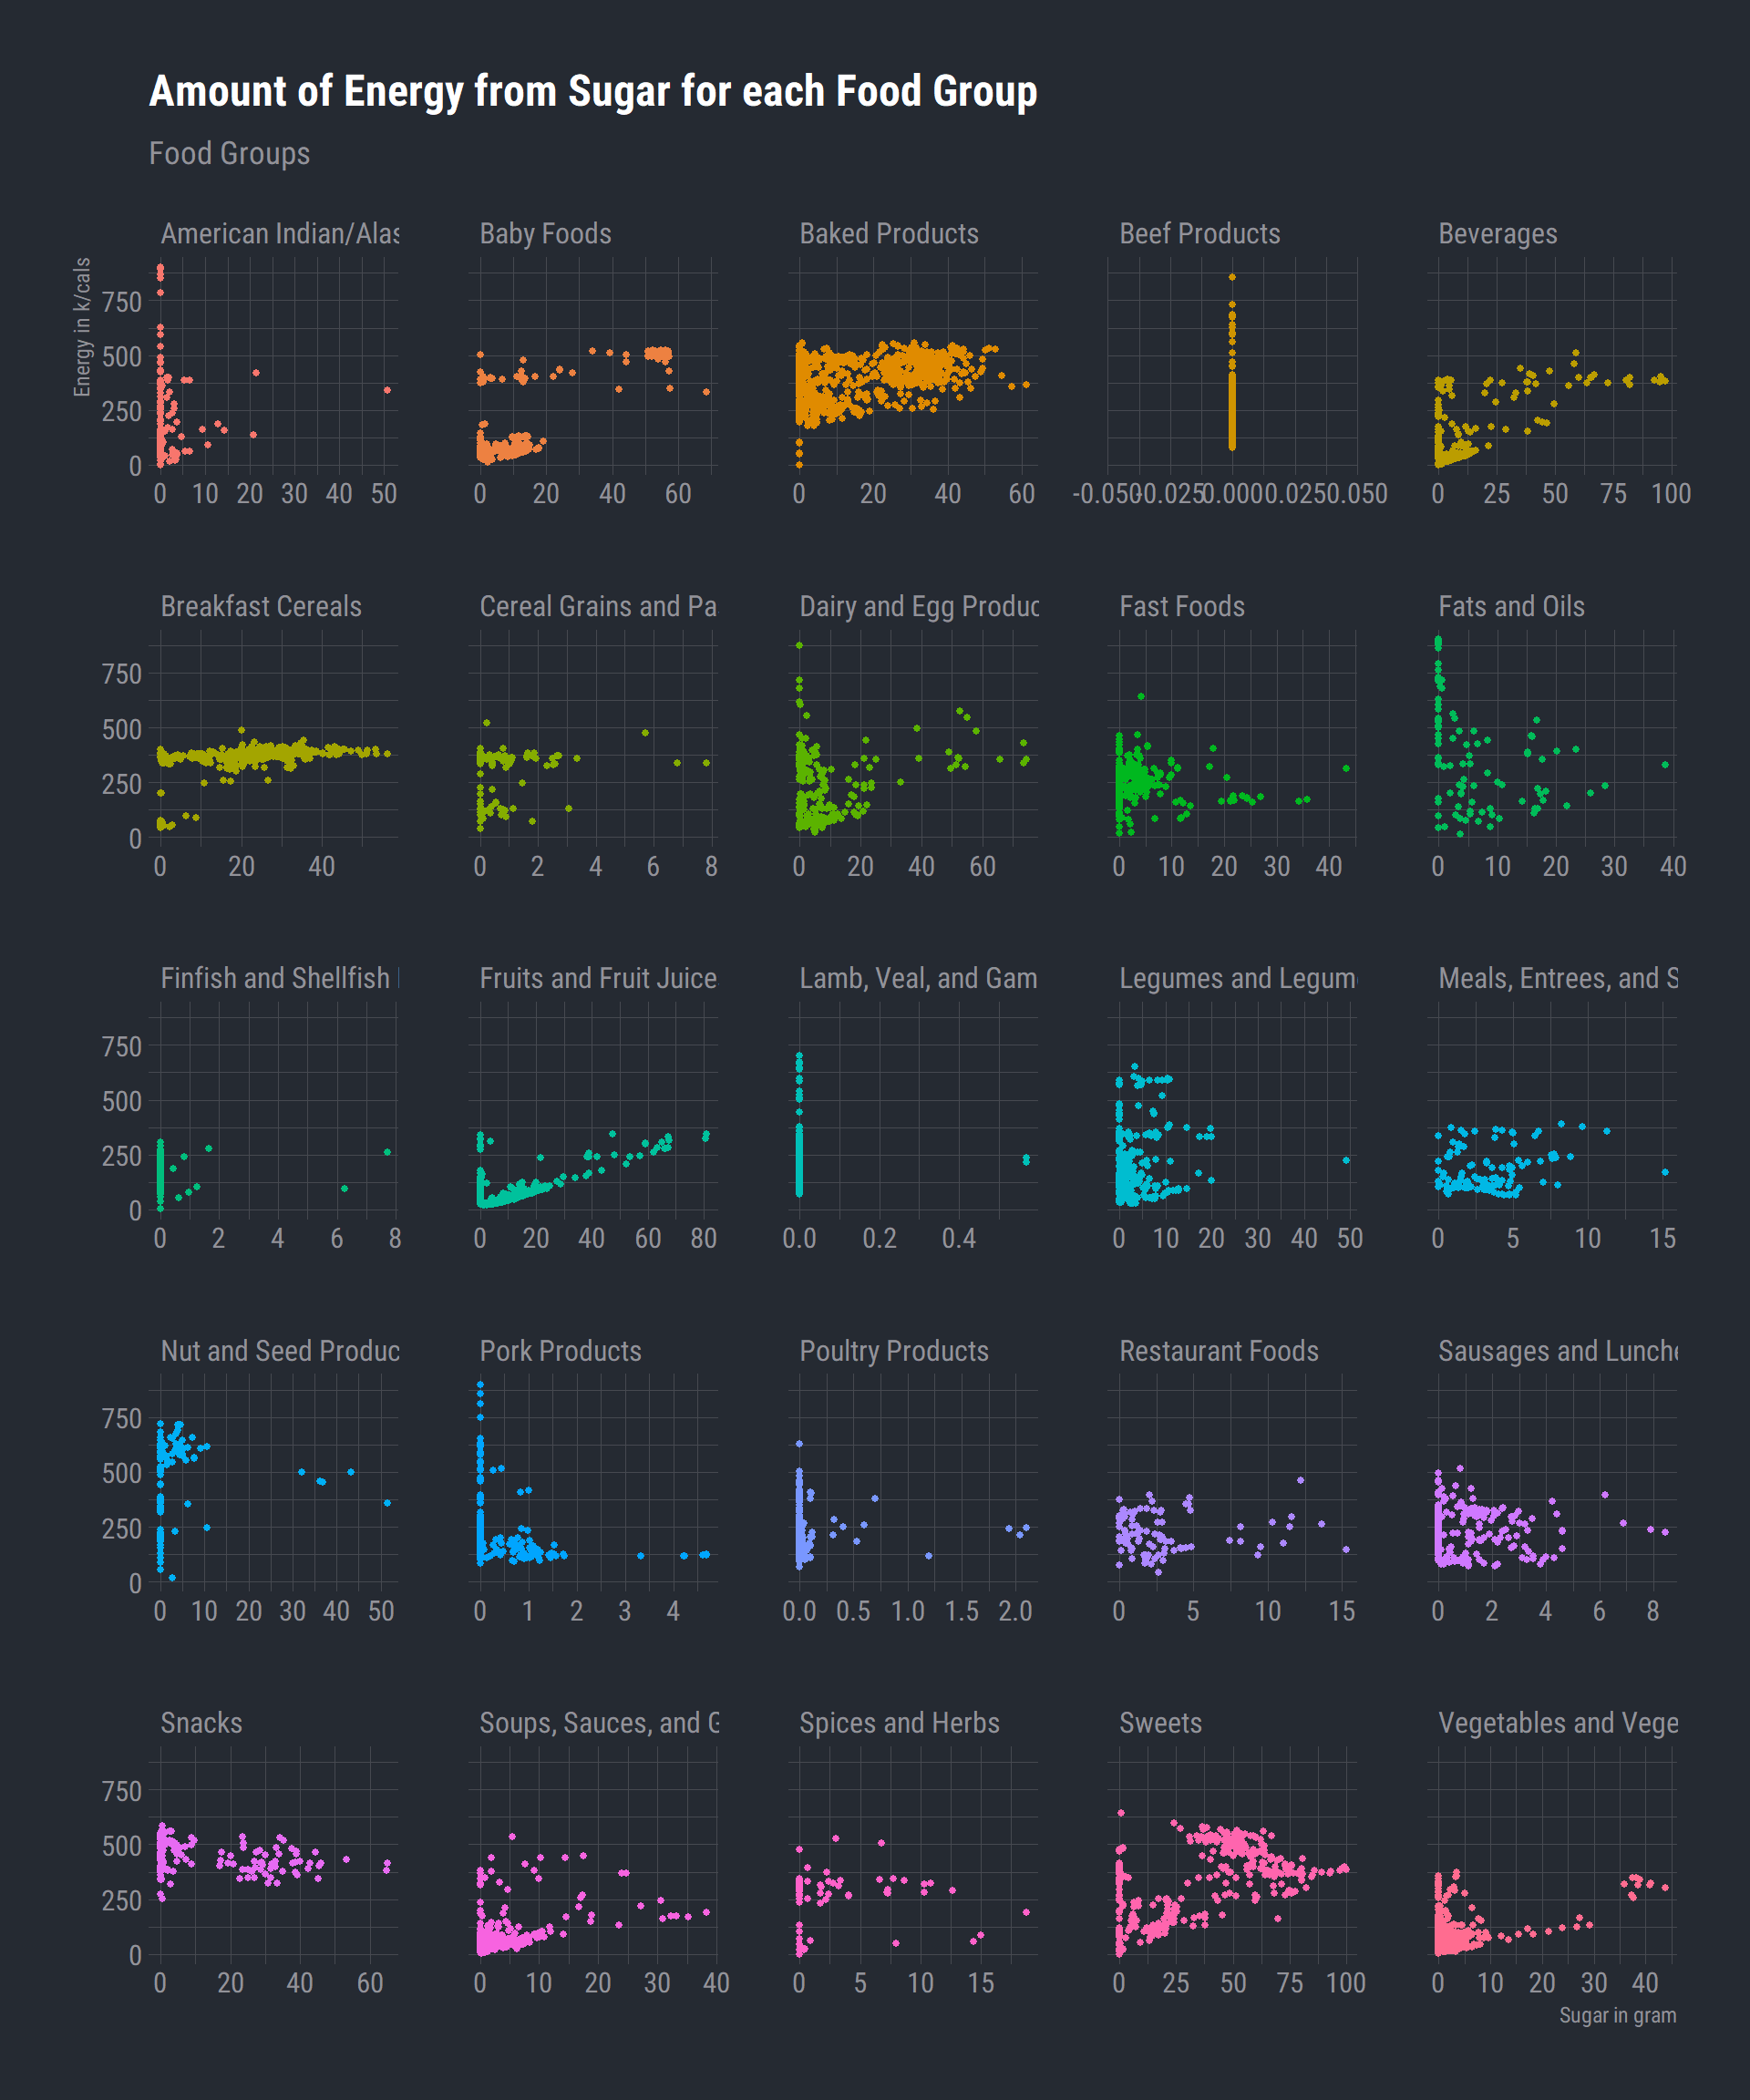 Amount of Energy from Sugar for each Food Group
Food Groups
American Indian/Alas Baby Foods Baked Products Beef Products Beverages
Energy in k/cals
750
500
250
0
0 10 20 30 40 50 0 20 40 60 0 20 40 60 -0.050 -0.025 0.000 0.025 0.050 0 25 50 75 100
Breakfast Cereals Cereal Grains and Pa Dairy and Egg Produc Fast Foods Fats and Oils
750
500
250
0
0 20 40 0 2 4 6 8 0 20 40 60 0 10 20 30 40 0 10 20 30 40
Finfish and Shellfish Fruits and Fruit Juice Lamb, Veal, and Gam Legumes and Legum Meals, Entrees, and S
750
500
250
0
0 2 4 6 8 0 20 40 60 80 0.0 0.2 0.4 0 10 20 30 40 50 0 5 10 15
Nut and Seed Produc Pork Products Poultry Products Restaurant Foods Sausages and Lunche
750
500
250
0
0 10 20 30 40 50 0 1 2 3 4 0.0 0.5 1.0 1.5 2.0 0 5 10 15 0 2 4 6 8
Snacks Soups, Sauces, and G Spices and Herbs Sweets Vegetables and Vege
750
500
250
0
0 20 40 60 0 10 20 30 40 0 5 10 15 0 25 50 75 100 0 10 20 30 40
Sugar in gram